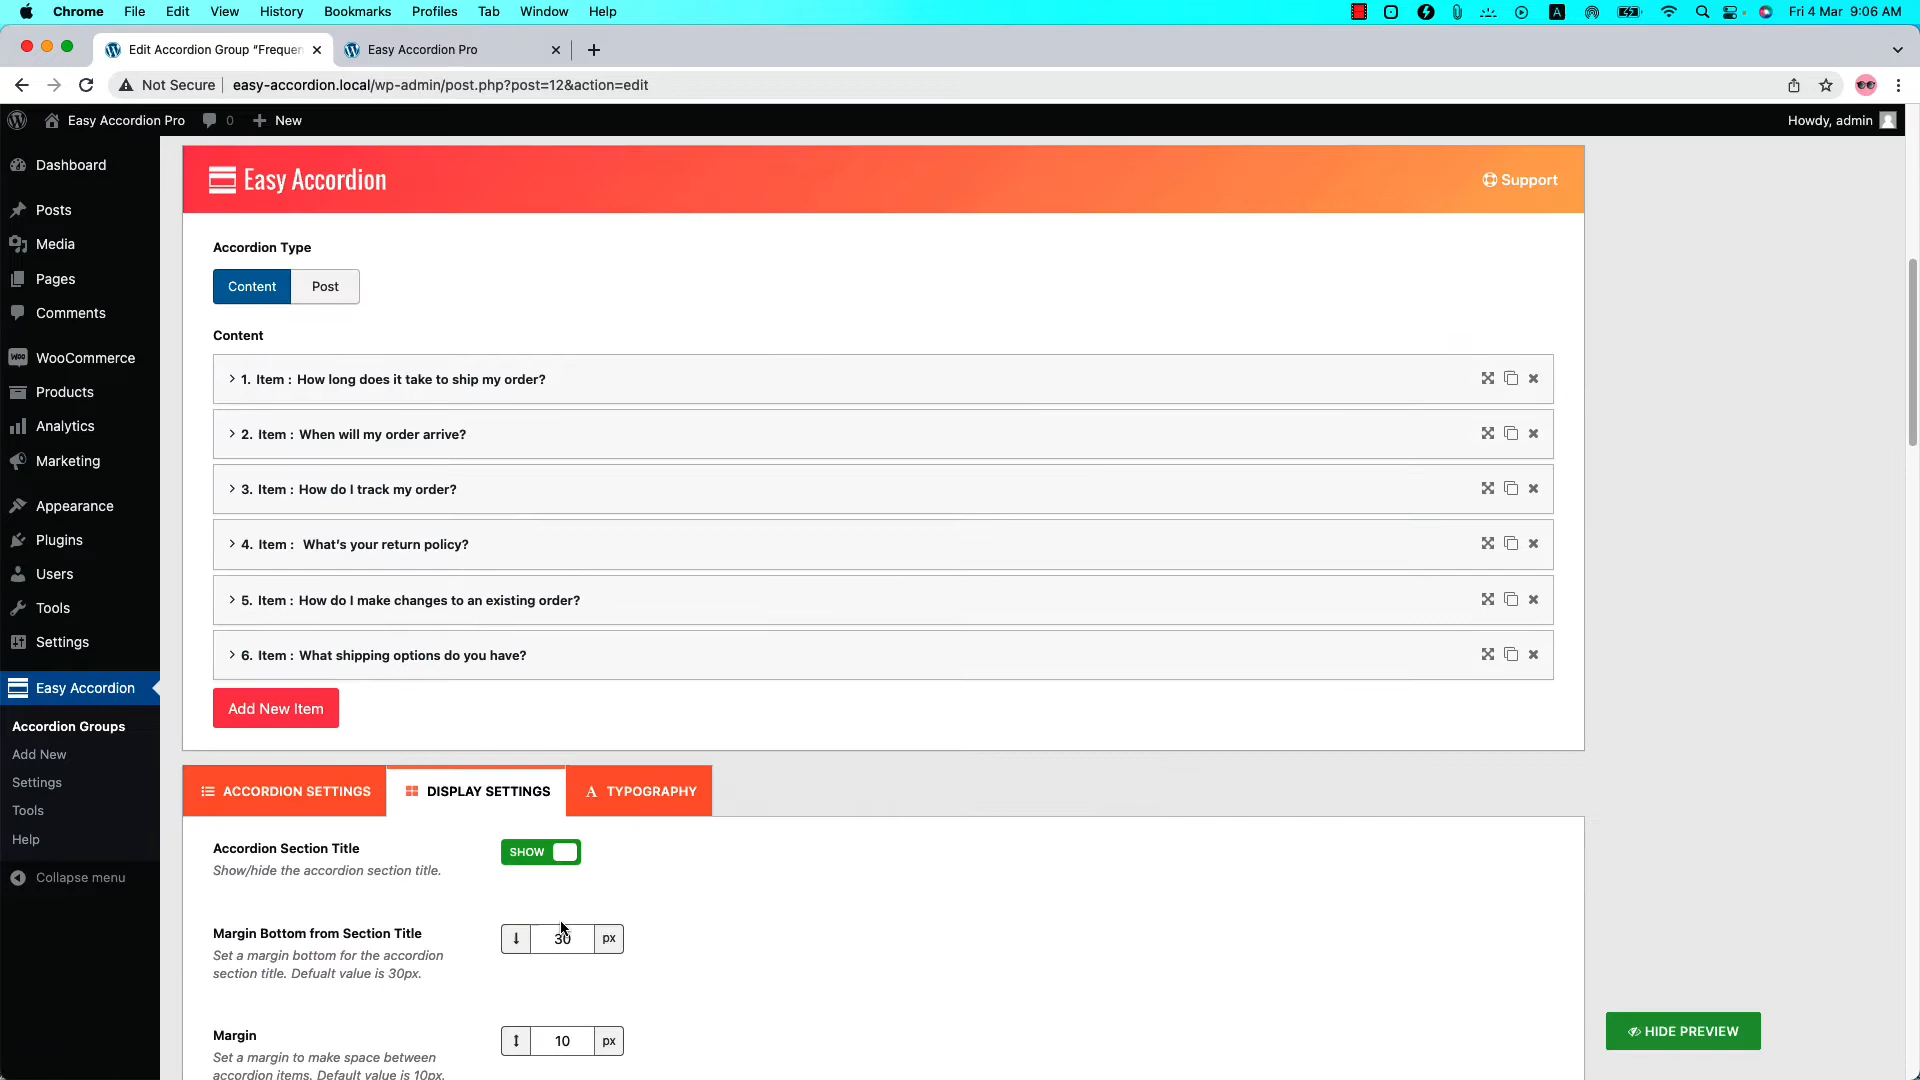 Chrome File Edit View History Bookmarks Profiles Tab Window Help
A Fri 4 Mar 9:06 AM
Edit Accordion Group “Frequen
Easy Accordion Pro
Not Secure easy-accordion.local/wp-admin/post.php?post=12&action=edit
Easy Accordion Pro 0 New
Howdy, admin
Dashboard
Posts
Media
Pages
Comments
WooCommerce
Products
Analytics
Marketing
Appearance
Plugins
Users
Tools
Settings
Easy Accordion
Accordion Groups
Add New
Settings
Tools
Help
Collapse menu
Easy Accordion
Support
Accordion Type
Content Post
Content
1. Item : How long does it take to ship my order?
2. Item : When will my order arrive?
3. Item : How do I track my order?
4. Item : What's your return policy?
5. Item : How do I make changes to an existing order?
6. Item : What shipping options do you have?
Add New Item
ACCORDION SETTINGS DISPLAY SETTINGS A TYPOGRAPHY
Accordion Section Title
Show/hide the accordion section title.
SHOW
Margin Bottom from Section Title
Set a margin bottom for the accordion
section title. Defualt value is 30px.
30 px
Margin
Set a margin to make space between
accordion items. Default value is 10px.
10 px
HIDE PREVIEW